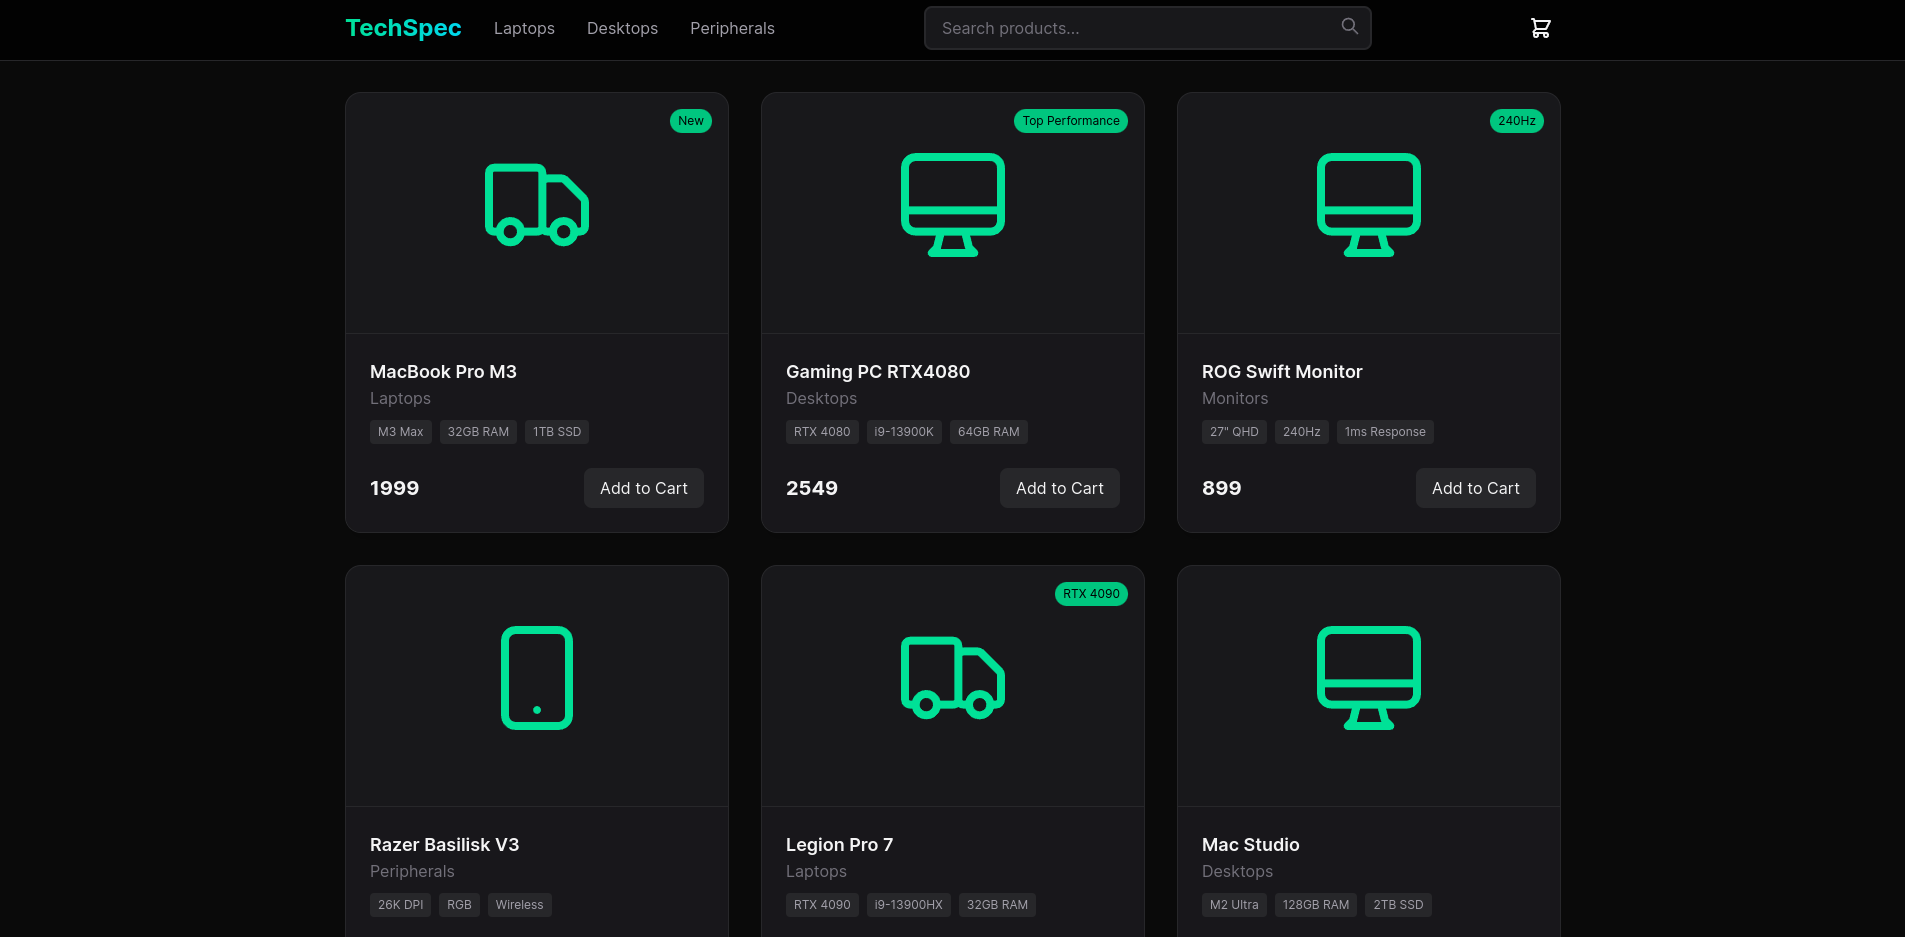 TechSpec Laptops Desktops Peripherals Search products...
New
Top Performance
240Hz
MacBook Pro M3
Laptops
M3 Max 32GB RAM 1TB SSD
1999 Add to Cart
Gaming PC RTX4080
Desktops
RTX 4080 i9-13900K 64GB RAM
2549 Add to Cart
ROG Swift Monitor
Monitors
27" QHD 240Hz 1ms Response
899 Add to Cart
RTX 4090
Razer Basilisk V3
Peripherals
26K DPI RGB Wireless
Legion Pro 7
Laptops
RTX 4090 i9-13900HX 32GB RAM
Mac Studio
Desktops
M2 Ultra 128GB RAM 2TB SSD